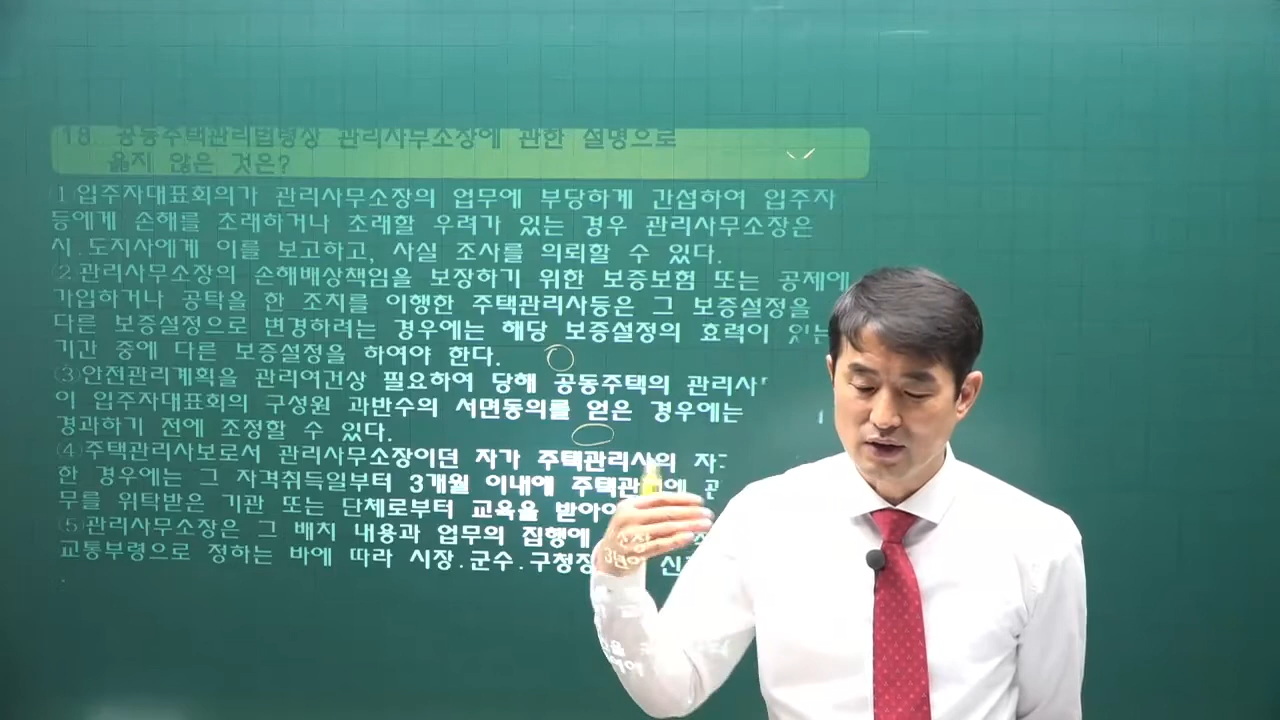 18 공동주택관리법령상 관리사무소장에 관한 설명으로
옳지 않은 것은?
(1)입주자대표회의가 관리사무소장의 업무에 부당하게 간섭하여 입주자
등에게 손해를 초래하거나 초래할 우려가 있는 경우 관리사무소장은
시.도지사에게 이를 보고하고, 사실 조사를 의뢰할 수 있다.
(2)관리사무소장의 손해배상책임을 보장하기 위한 보증보험 또는 공제에
가입하거나 공탁을 한 조치를 이행한 주택관리사등은 그 보증설정을
다른 보증설정으로 변경하려는 경우에는 해당 보증설정의 효력이 있는
기간 중에 다른 보증설정을 하여야 한다.
(3)안전관리계획을 관리여건상 필요하여 당해 공동주택의 관리사
이 입주자대표회의 구성원 과반수의 서면동의를 얻은 경우에는
경과하기 전에 조정할 수 있다.
(4)주택관리사보로서 관리사무소장이던 자가 주택관리사의
한 경우에는 그 자격취득일부터 3개월 이내에 주택관
무를 위탁받은 기관 또는 단체로부터 교육을 받아야
(5)관리사무소장은 그 배치 내용과 업무의 집행에
교통부령으로 정하는 바에 따라 시장.군수.구청장